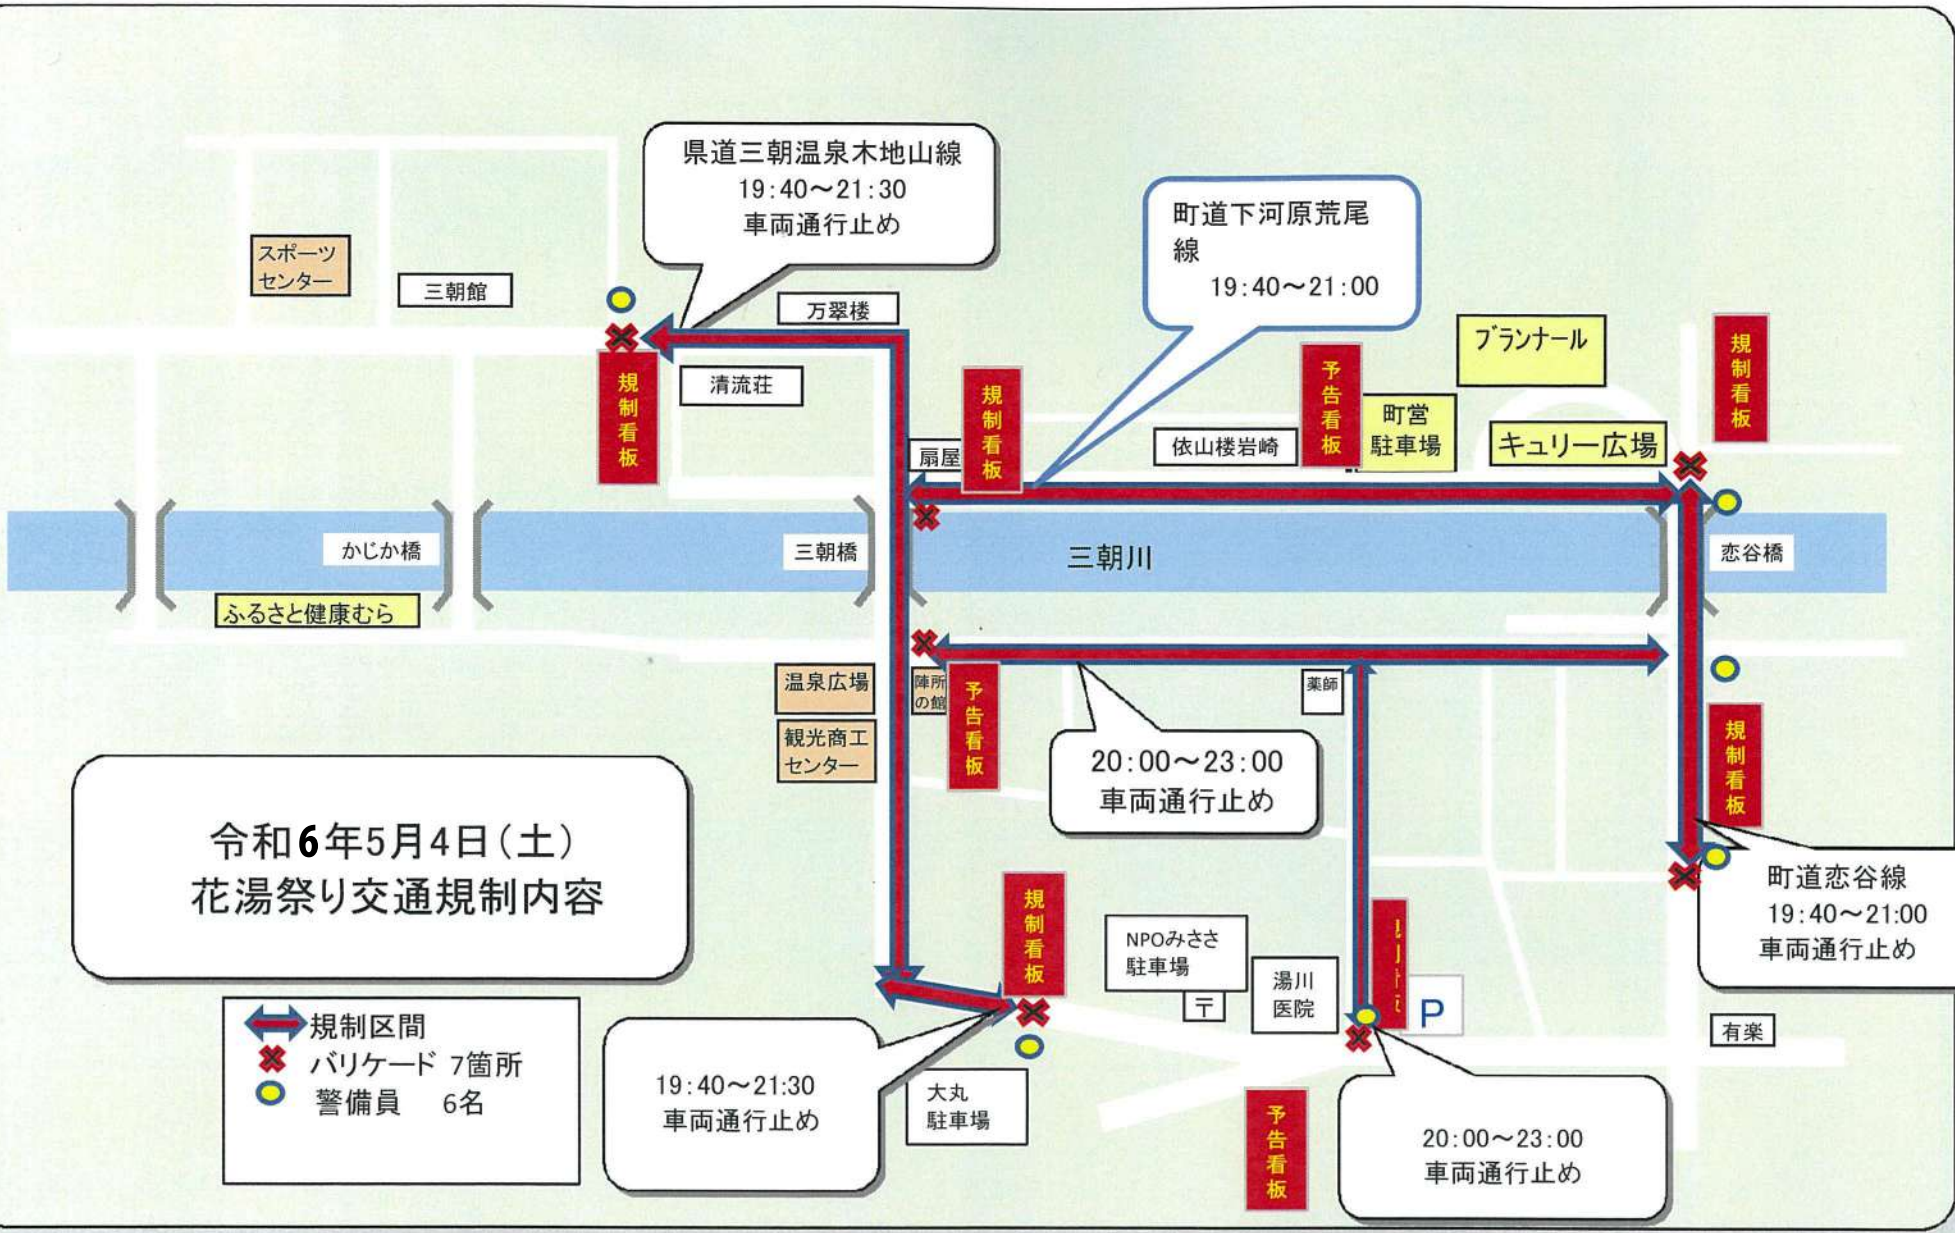 県道三朝温泉木地山線
19:40～21:30
車両通行止め
町道下河原荒尾
線
19:40～21:00
スポーツ
センター
三朝館
万翠楼
清流荘
規制看板
規制看板
予告看板
規制看板
ブランナール
町営
駐車場
キュリー広場
扇屋
依山楼岩崎
かじか橋
三朝橋
三朝川
恋谷橋
ふるさと健康むら
温泉広場
陣所
の館
予告看板
薬師
規制看板
観光商工
センター
20:00～23:00
車両通行止め
令和6年5月4日(土)
花湯祭り交通規制内容
規制看板
NPOみささ
駐車場
〒
湯川
医院
P
町道恋谷線
19:40～21:00
車両通行止め
有楽
規制区間
バリケード 7箇所
警備員 6名
19:40～21:30
車両通行止め
大丸
駐車場
予告看板
20:00～23:00
車両通行止め